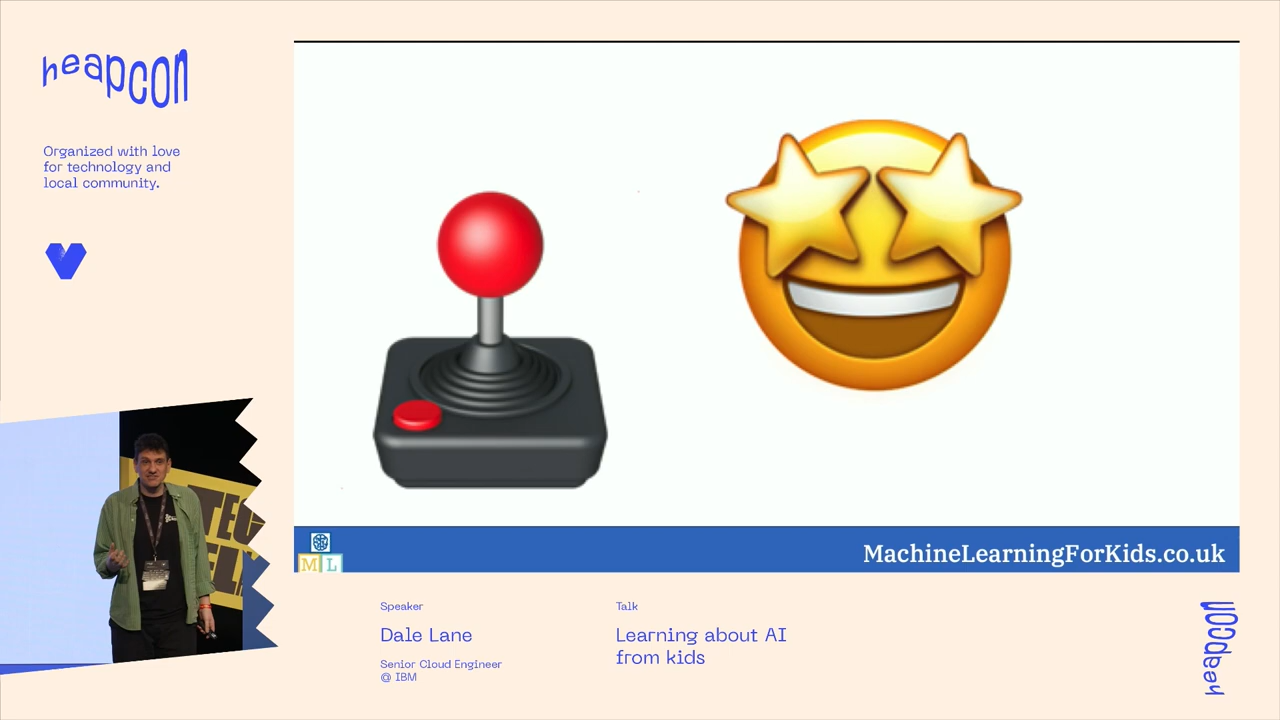 heapcon
Organized with love
for technology and
local community.
M L
MachineLearningForKids.co.uk
Speaker
Dale Lane
Senior Cloud Engineer
@ IBM
Talk
Learning about AI
from kids
heapcon